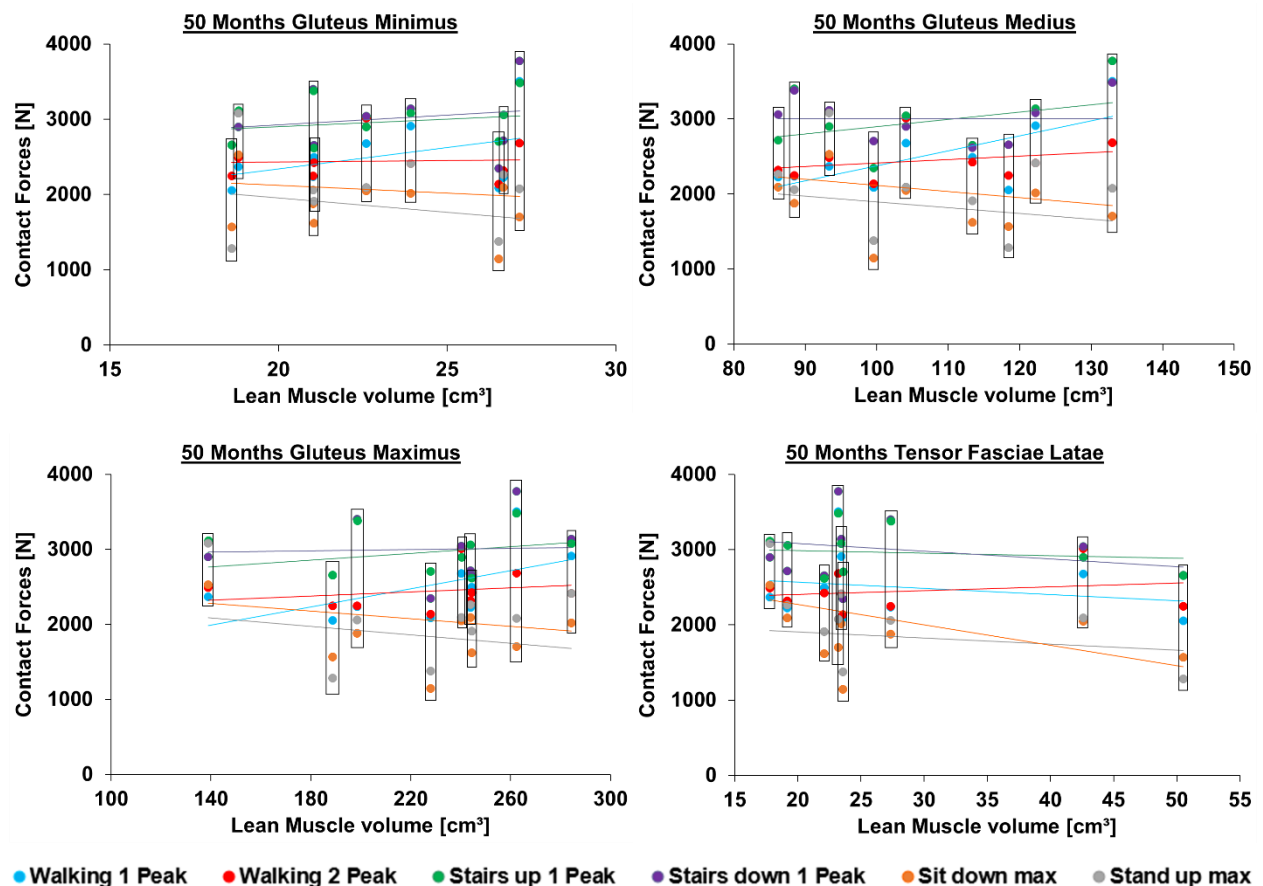 50 Months Gluteus Minimus
Contact Forces [N]
4000
3000
2000
1000
0
15 20 25 30
Lean Muscle volume [cm³]
50 Months Gluteus Medius
Contact Forces [N]
4000
3000
2000
1000
0
80 90 100 110 120 130 140 150
Lean Muscle volume [cm³]
50 Months Gluteus Maximus
Contact Forces [N]
4000
3000
2000
1000
0
100 140 180 220 260 300
Lean Muscle volume [cm³]
50 Months Tensor Fasciae Latae
Contact Forces [N]
4000
3000
2000
1000
0
15 20 25 30 35 40 45 50 55
Lean Muscle volume [cm³]
Walking 1 Peak Walking 2 Peak Stairs up 1 Peak Stairs down 1 Peak Sit down max Stand up max